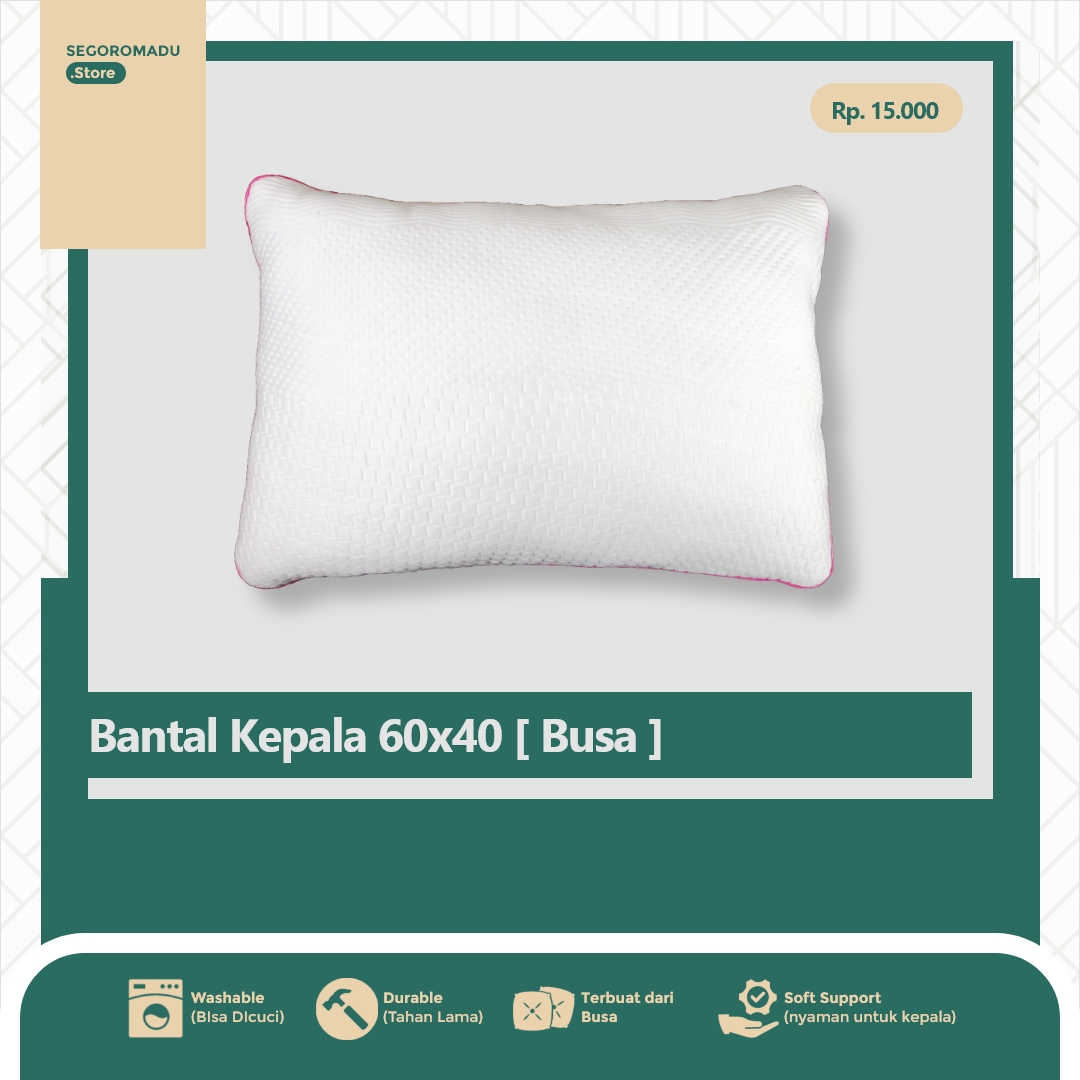 SEGOROMADU
.Store
Rp. 15.000
Bantal Kepala 60x40 [ Busa ]
Washable
(BIsa DIcuci)
Durable
(Tahan Lama)
Terbuat dari
Busa
Soft Support
(nyaman untuk kepala)